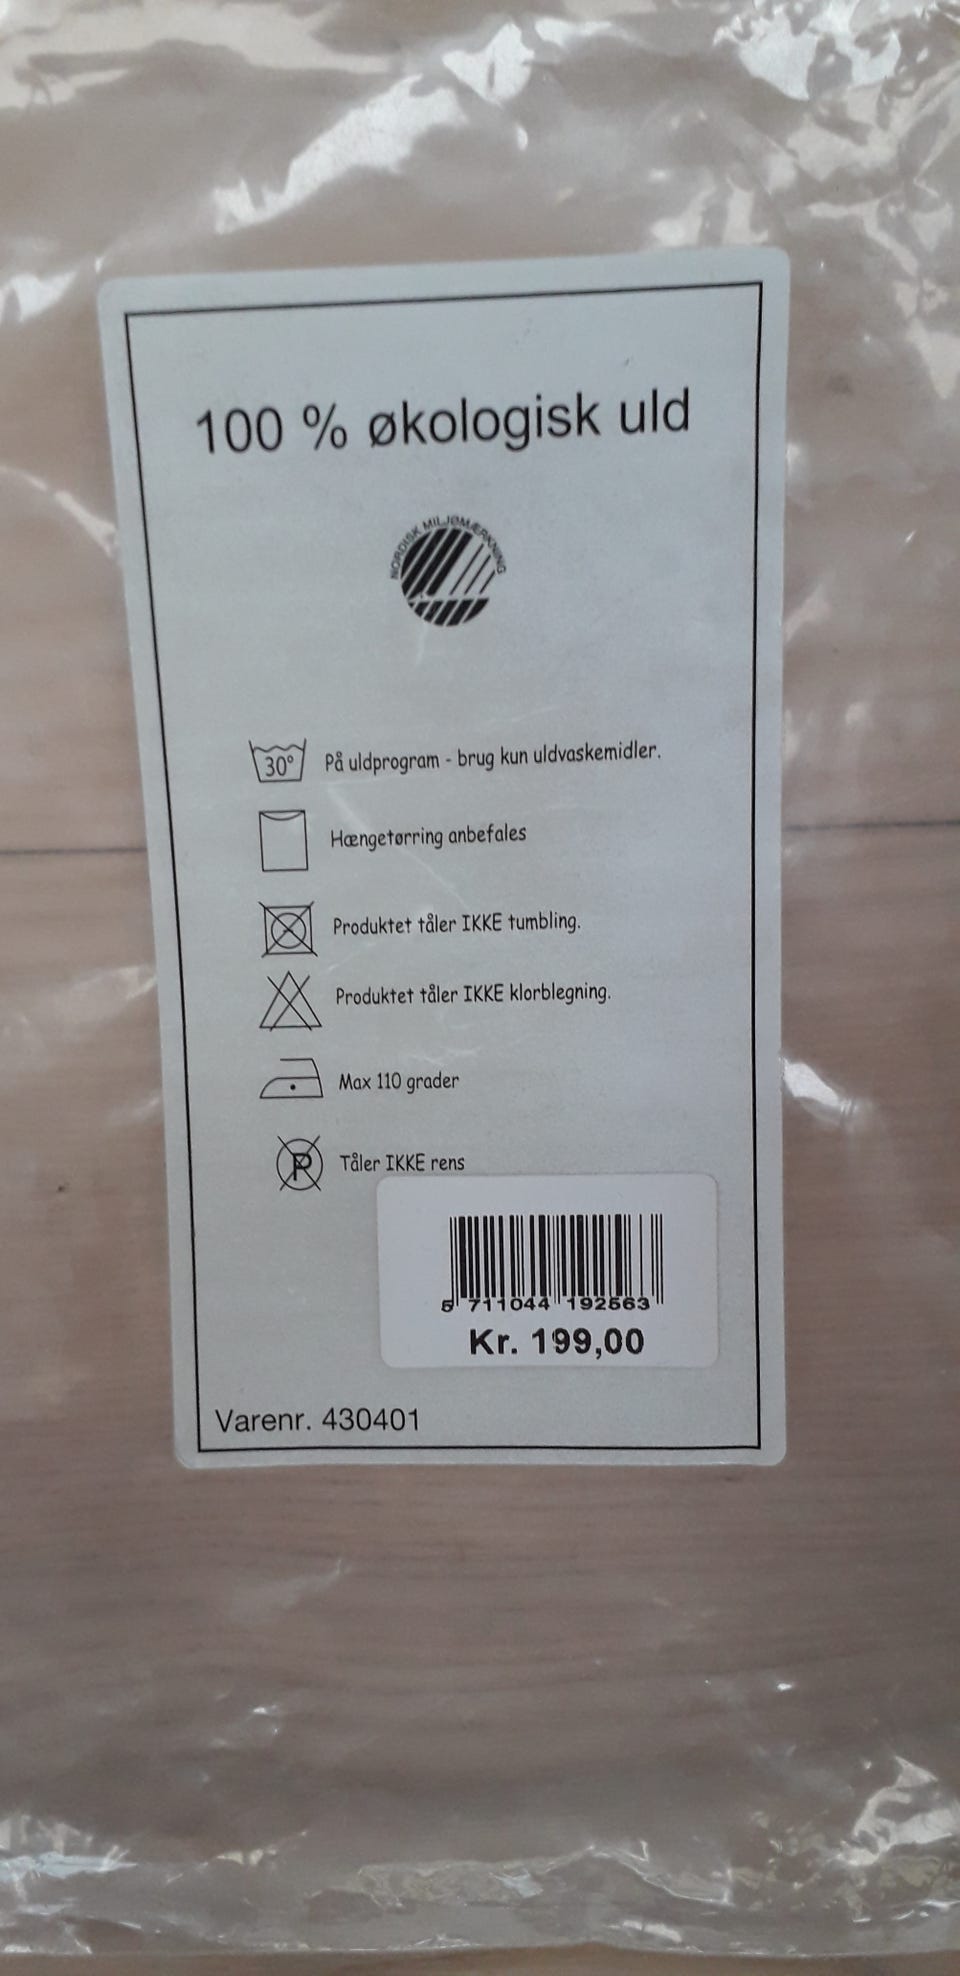 100 % økologisk uld
NORDISK MILJØMÆRKNING
30° På uldprogram - brug kun uldvaskemidler.
Hængetørring anbefales
Produktet tåler IKKE tumbling.
Produktet tåler IKKE klorblegning.
Max 110 grader
P Tåler IKKE rens
5 711044 192563
Kr. 199,00
Varenr. 430401